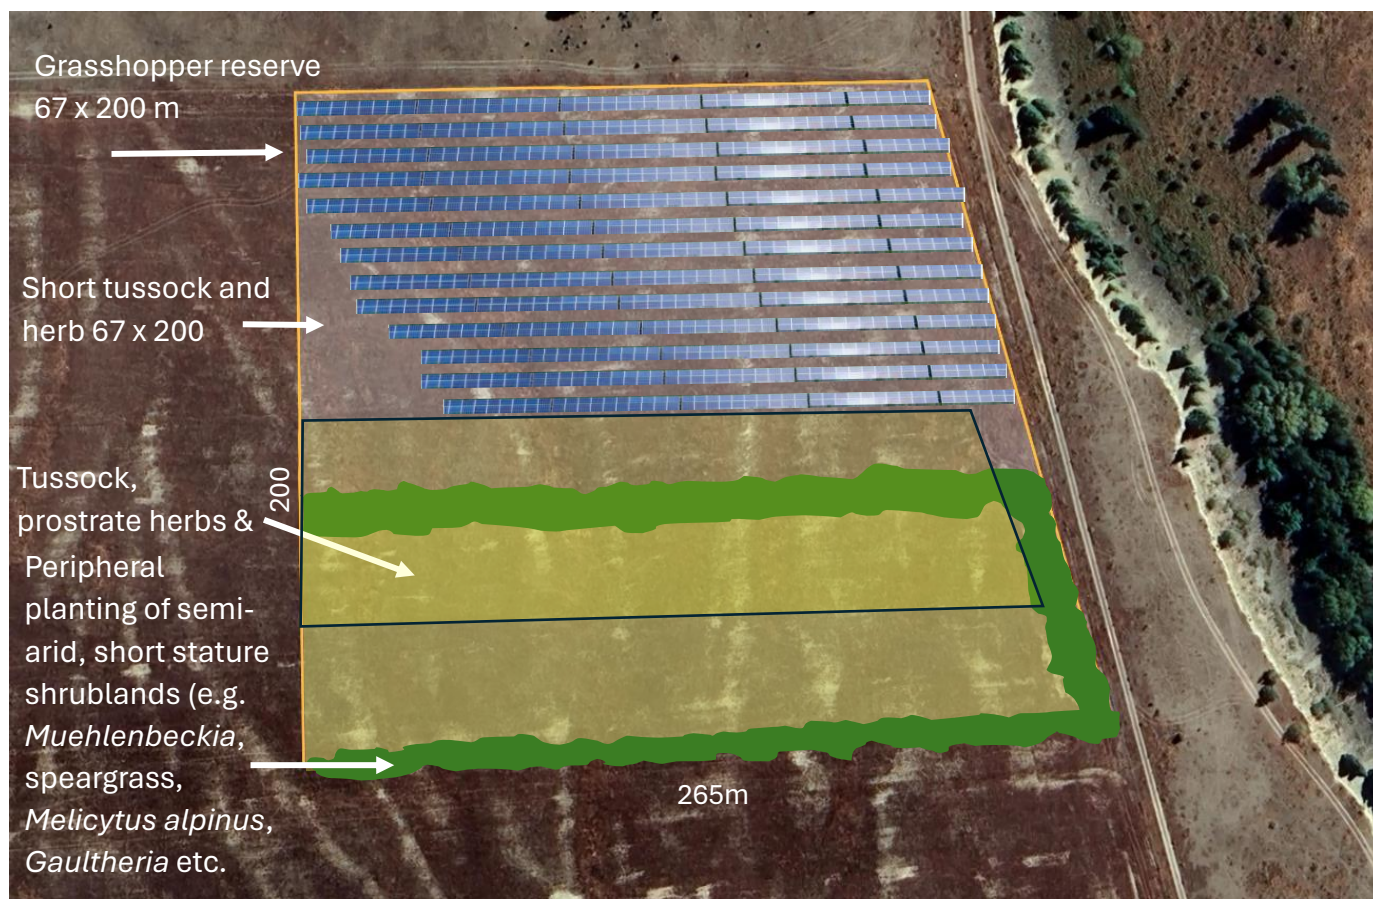 Grasshopper reserve
67 x 200 m
Short tussock and
herb 67 x 200
Tussock,
prostrate herbs &
200
Peripheral
planting of semi-
arid, short stature
shrublands (e.g.
Muehlenbeckia,
speargrass,
Melicytus alpinus,
Gaultheria etc.
265m